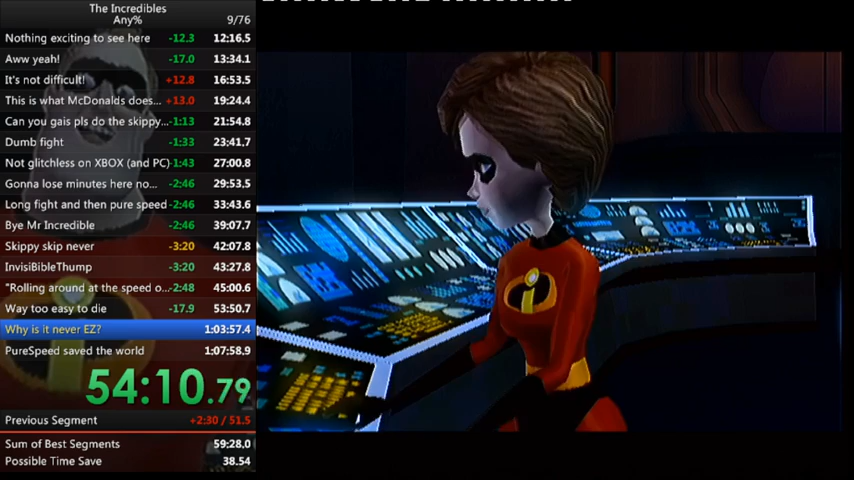 The Incredibles
Any% 9/76
Nothing exciting to see here -12.3 12:16.5
Aww yeah! -17.0 13:34.1
It's not difficult! +12.8 16:53.5
This is what McDonalds does... +13.0 19:24.4
Can you gais pls do the skippy... -1:13 21:54.8
Dumb fight -1:33 23:41.7
Not glitchless on XBOX (and PC) -1:43 27:00.8
Gonna lose minutes here no... -2:46 29:53.5
Long fight and then pure speed -2:46 33:43.6
Bye Mr Incredible -2:46 39:07.7
Skippy skip never -3:20 42:07.8
InvisiBibleThump -3:20 43:27.8
"Rolling around at the speed o... -2:48 45:00.6
Way too easy to die -17.9 53:50.7
Why is it never EZ? 1:03:57.4
PureSpeed saved the world 1:07:58.9
54:10.79
Previous Segment +2:30 / 51.5
Sum of Best Segments 59:28.0
Possible Time Save 38.54